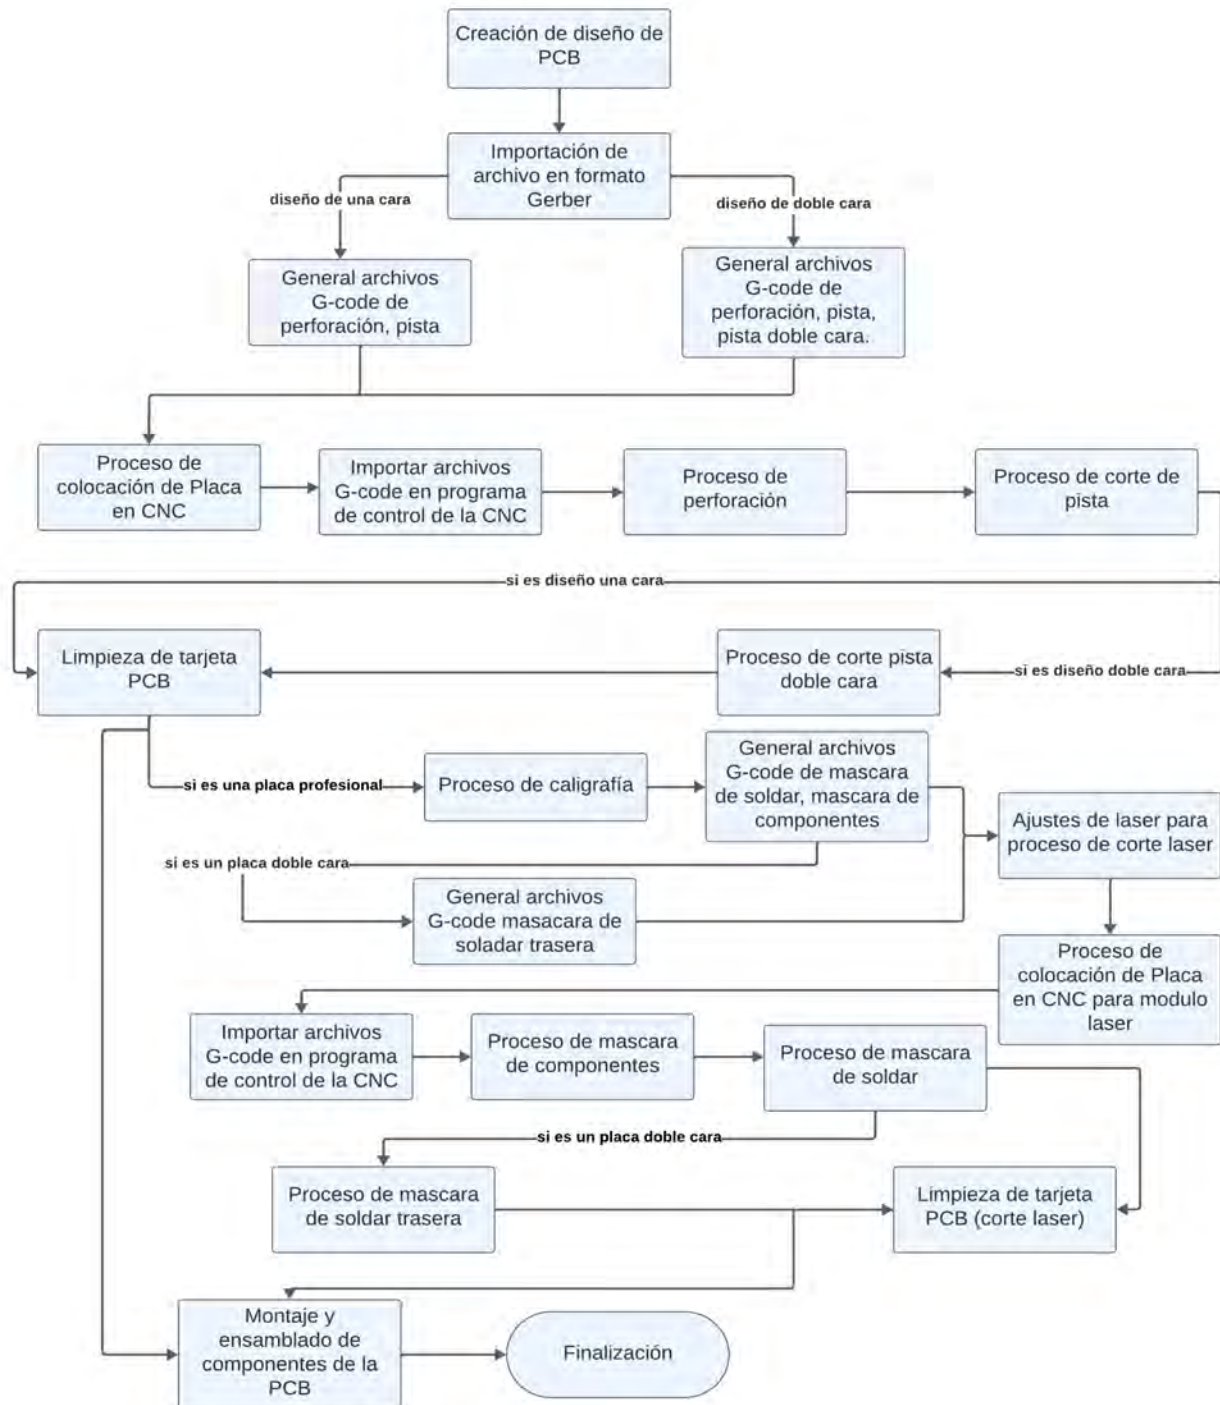 Creación de diseño de
PCB
Importación de
archivo en formato
Gerber
diseño de una cara
diseño de doble cara
General archivos
G-code de
perforación, pista
General archivos
G-code de
perforación, pista,
pista doble cara.
Proceso de
colocación de Placa
en CNC
Importar archivos
G-code en programa
de control de la CNC
Proceso de
perforación
Proceso de corte de
pista
si es diseño una cara
Limpieza de tarjeta
PCB
Proceso de corte pista
doble cara
si es diseño doble cara
si es una placa profesional
Proceso de caligrafía
General archivos
G-code de mascara
de soldar, mascara de
componentes
Ajustes de laser para
proceso de corte laser
si es un placa doble cara
General archivos
G-code masacara de
soladar trasera
Proceso de
colocación de Placa
en CNC para modulo
laser
Importar archivos
G-code en programa
de control de la CNC
Proceso de mascara
de componentes
Proceso de mascara
de soldar
si es un placa doble cara
Proceso de mascara
de soldar trasera
Limpieza de tarjeta
PCB (corte laser)
Montaje y
ensamblado de
componentes de la
PCB
Finalización